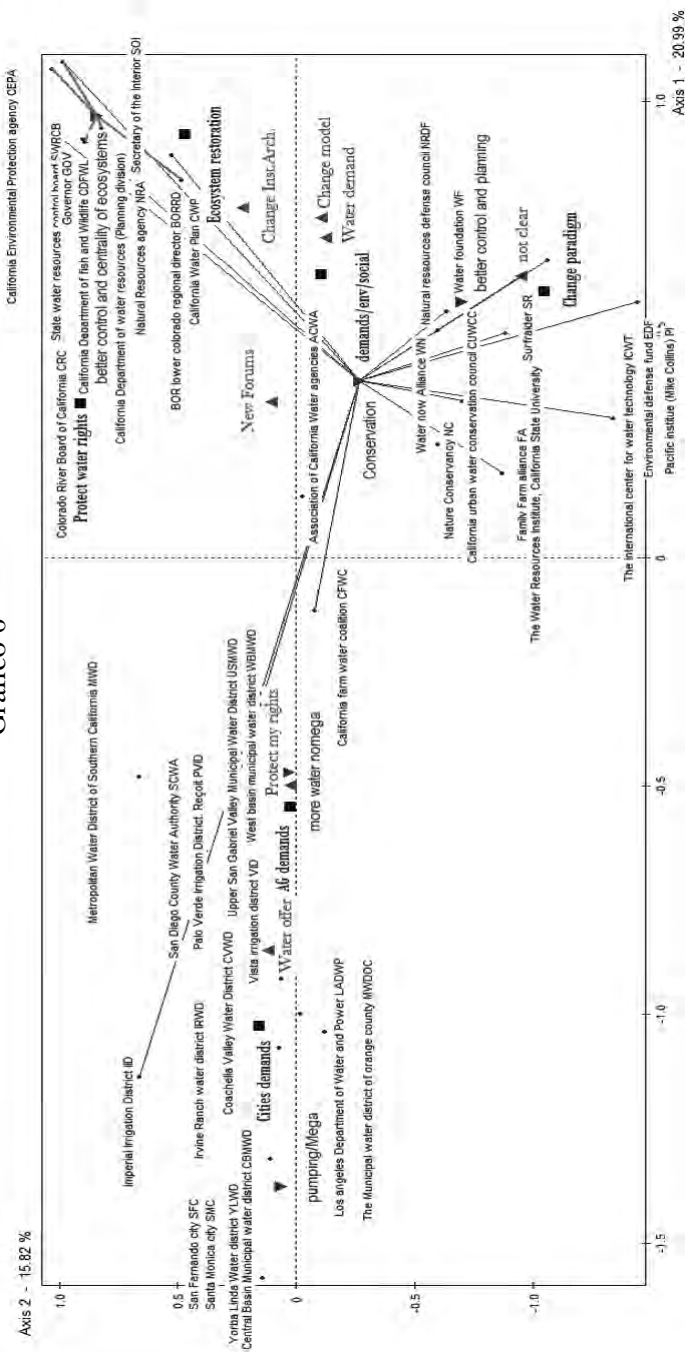 Grafico 6
California Environmental Protection agency CEPA
Axis 2 - 15.82 %
1.0
0.5
0
-0.5
-1.0
Colorado River Board of California CRC
State water resources control board SWRCB
Governor GOV
Protect water rights
California Department of fish and Wildlife CDFWL
better control and centrality of ecosystems
California Department of water resources (Planning division)
Natural Resources agency NRA
Secretary of the Interior SOI
BOR lower colorado regional director BORRD
California Water Plan CWP
Ecosystem restoration
Metropolitan Water District of Southern California MWD
Imperial Irrigation District IID
San Diego County Water Authority SCWA
Palo Verde Irrigation District. Reçoit PVID
Irvine Ranch water district IRWD
San Fernando city SFC
Santa Monica city SMC
Coachella Valley Water District CVWD
Upper San Gabriel Valley Municipal Water District USMWD
Yorba Linda Water district YLWD
Central Basin Municipal water district CBMWD
Vista irrigation district VID
West basin municipal water district WBMWD
New Forums
Change Inst.Arch.
Protect my rights
Cities demands
Water offer
AG demands
Association of California Water agencies ACWA
Change model
Water demand
pumping/Mega
more water nomega
Los angeles Department of Water and Power LADWP
California farm water coalition CFWC
Conservation
demands/env/social
The Municipal water district of orange county MWDOC
Water now Alliance WN
Natural ressources defense council NRDF
Nature Conservancy NC
Water foundation WF
California urban water conservation council CUWCC
better control and planning
not clear
Family Farm alliance FA
Surfraider SR
The Water Resources Institute, California State University
Change paradigm
The international center for water technology ICWT
Environmental defense fund EDF
Pacific institue (Mike Collins) PI
-1.5
-1.0
-0.5
0
1.0
Axis 1 - 20.99 %